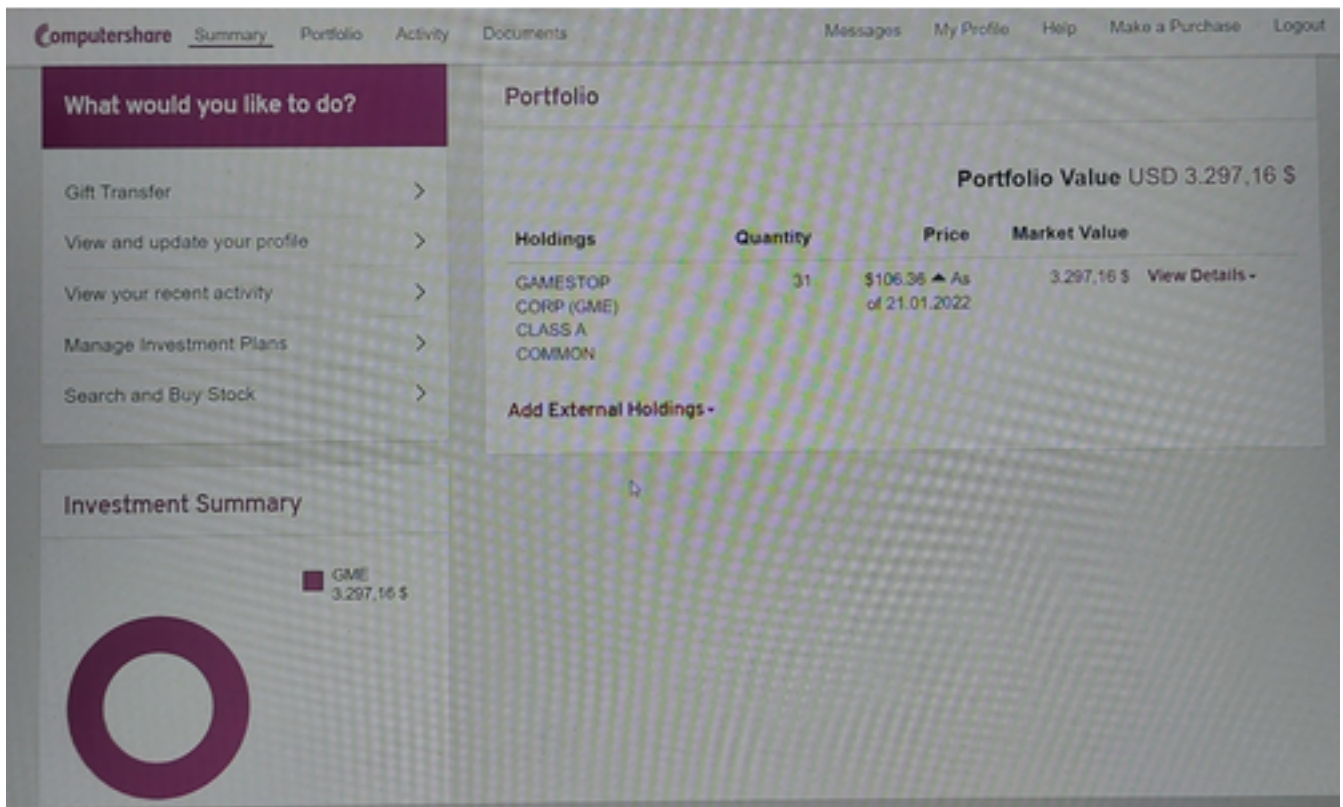 Computershare Summary Portfolio Activity Documents Messages My Profile Help Make a Purchase Logout
What would you like to do?
Gift Transfer
View and update your profile
View your recent activity
Manage Investment Plans
Search and Buy Stock
Portfolio
Portfolio Value USD 3.297,16 $
Holdings Quantity Price Market Value
GAMESTOP 31 $106.36 ▲ As 3.297,16 $ View Details
CORP (GME) of 21.01.2022
CLASS A
COMMON
Add External Holdings
Investment Summary
GME
3.297,16 $